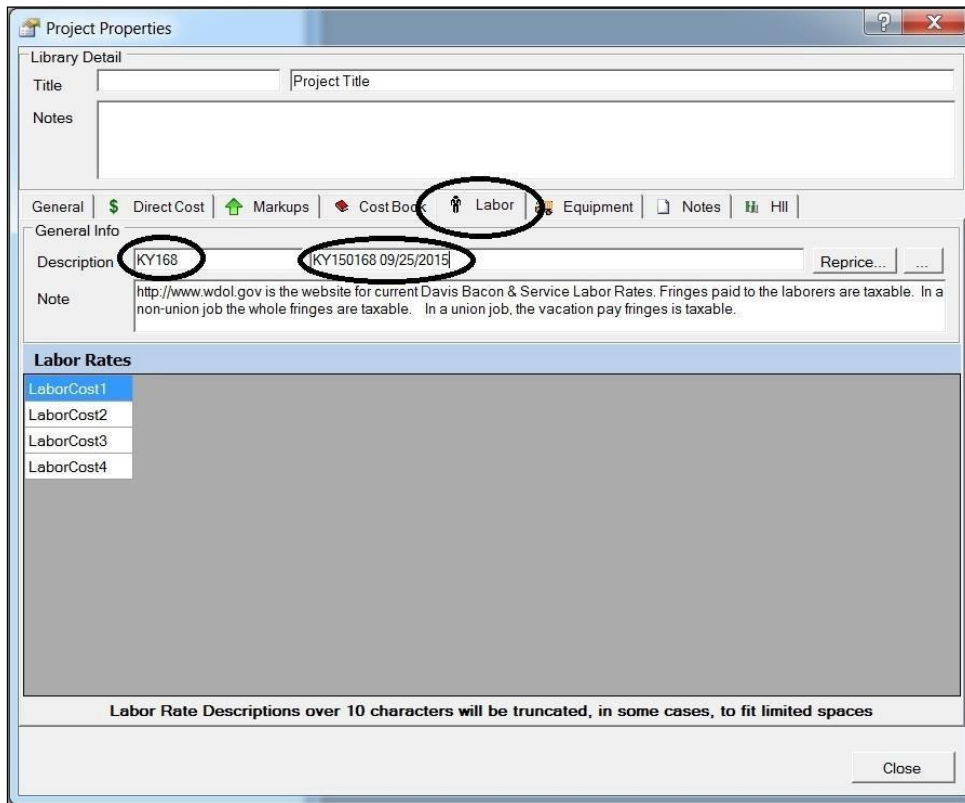 Project Properties
?
X
Library Detail
Title
Project Title
Notes
General
$ Direct Cost
Markups
Cost Book
Labor
Equipment
Notes
HII
General Info
Description
KY168
KY150168 09/25/2015
Reprice...
...
Note
http://www.wdol.gov is the website for current Davis Bacon & Service Labor Rates. Fringes paid to the laborers are taxable. In a
non-union job the whole fringes are taxable. In a union job, the vacation pay fringes is taxable.
Labor Rates
LaborCost1
LaborCost2
LaborCost3
LaborCost4
Labor Rate Descriptions over 10 characters will be truncated, in some cases, to fit limited spaces
Close